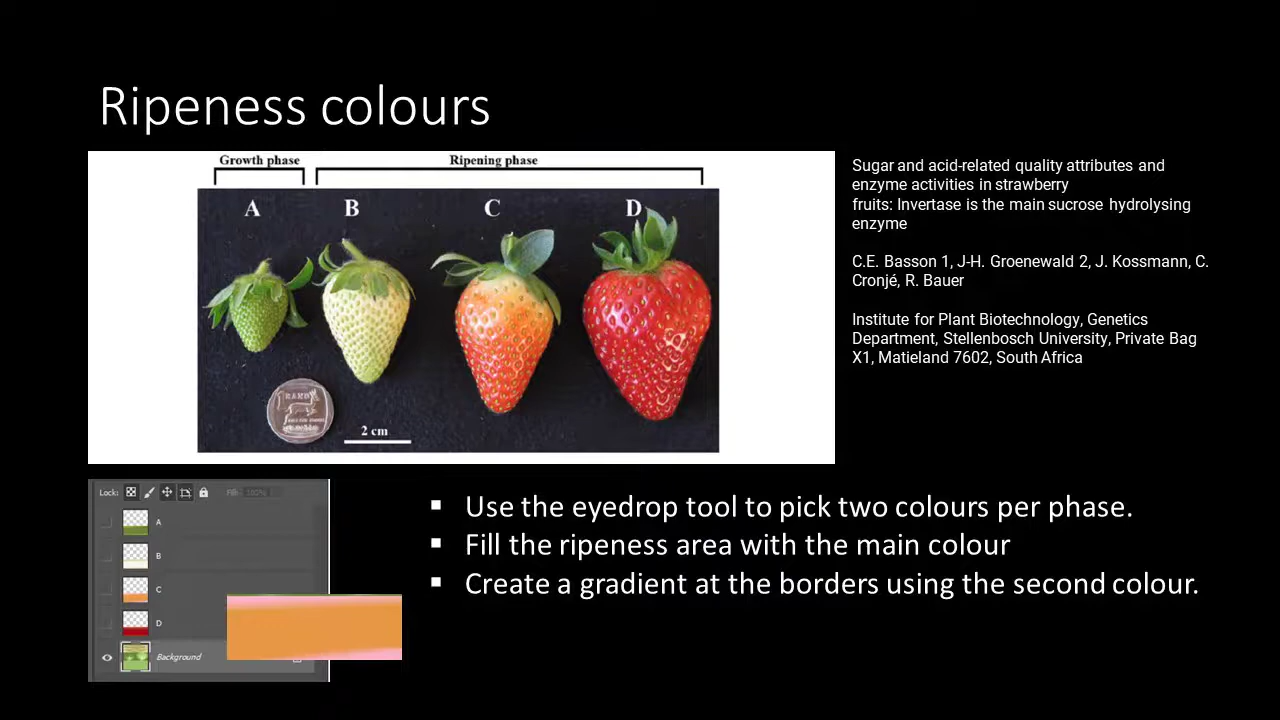 Ripeness colours
Growth phase
Ripening phase
A
B
C
D
2 cm
Sugar and acid-related quality attributes and
enzyme activities in strawberry
fruits: Invertase is the main sucrose hydrolysing
enzyme
C.E. Basson 1, J-H. Groenewald 2, J. Kossmann, C.
Cronjé, R. Bauer
Institute for Plant Biotechnology, Genetics
Department, Stellenbosch University, Private Bag
X1, Matieland 7602, South Africa
Lock:
Fill: 100%
A
B
C
D
Background
▪ Use the eyedrop tool to pick two colours per phase.
▪ Fill the ripeness area with the main colour
▪ Create a gradient at the borders using the second colour.